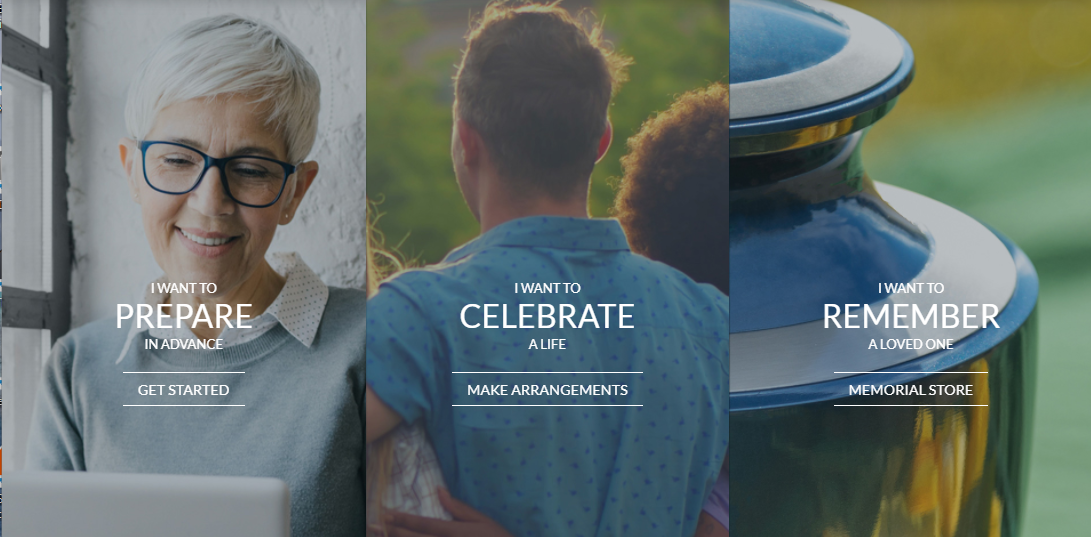 I WANT TO
PREPARE
IN ADVANCE
GET STARTED
I WANT TO
CELEBRATE
A LIFE
MAKE ARRANGEMENTS
I WANT TO
REMEMBER
A LOVED ONE
MEMORIAL STORE